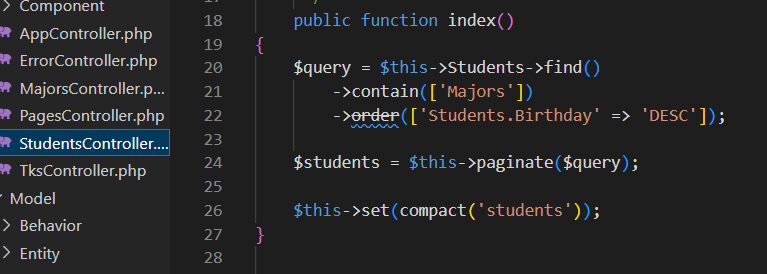 Component
AppController.php
ErrorController.php
MajorsController.p...
PagesController.php
StudentsController....
TksController.php
Model
Behavior
Entity
18 public function index()
19 {
20 $query = $this->Students->find()
21 ->contain(['Majors'])
22 ->order(['Students.Birthday' => 'DESC']);
23
24 $students = $this->paginate($query);
25
26 $this->set(compact('students'));
27 }
28